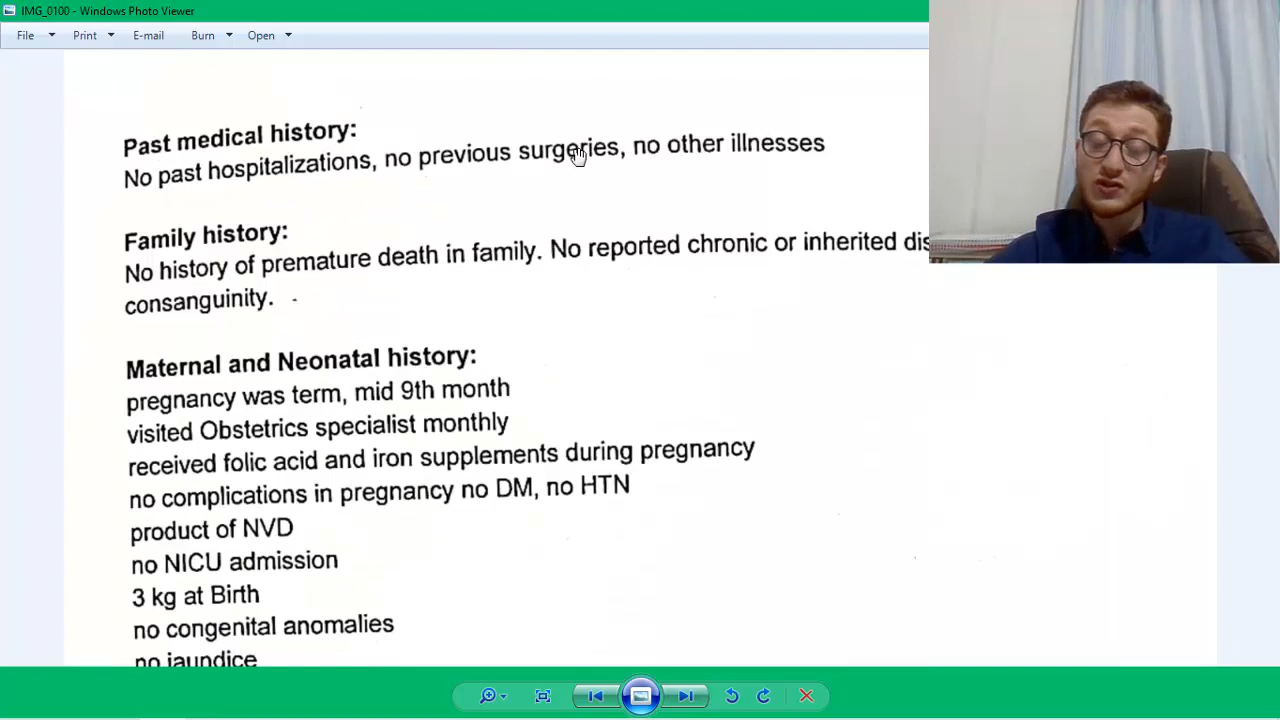 IMG_0100 - Windows Photo Viewer
File Print E-mail Burn Open
Past medical history:
No past hospitalizations, no previous surgeries, no other illnesses
Family history:
No history of premature death in family. No reported chronic or inherited
consanguinity. -
Maternal and Neonatal history:
pregnancy was term, mid 9th month
visited Obstetrics specialist monthly
received folic acid and iron supplements during pregnancy
no complications in pregnancy no DM, no HTN
product of NVD
no NICU admission
3 kg at Birth
no congenital anomalies
no jaundice